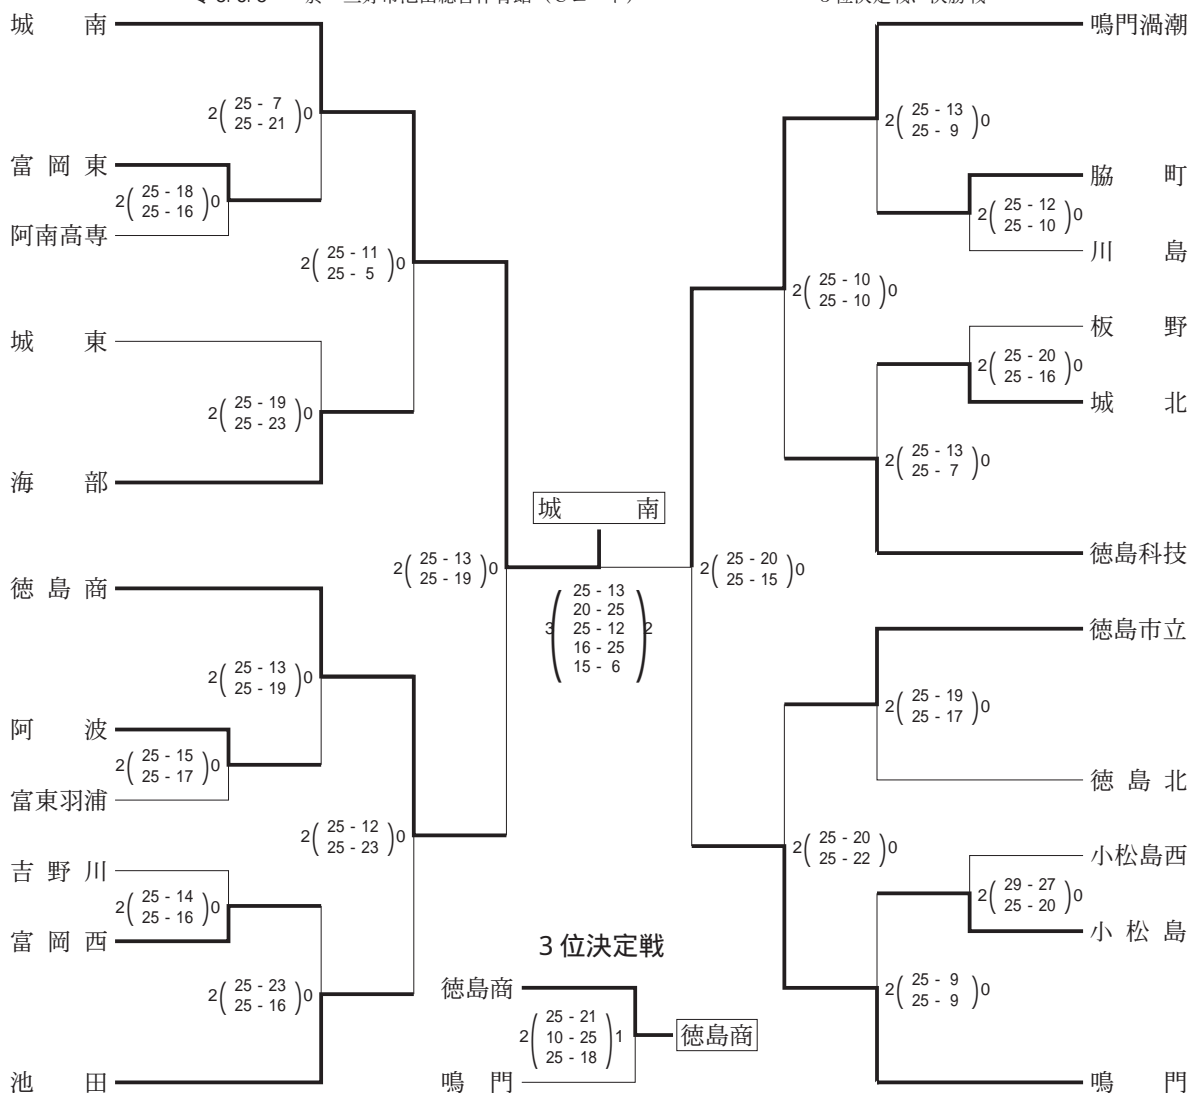 城 南
2(25 - 7 25 - 21)0
富 岡 東
2(25 - 18 25 - 16)0
阿南高専
2(25 - 11 25 - 5)0
城 東
2(25 - 19 25 - 23)0
海 部
2(25 - 13 25 - 19)0
徳 島 商
2(25 - 13 25 - 19)0
阿 波
2(25 - 15 25 - 17)0
富東羽浦
2(25 - 12 25 - 23)0
吉 野 川
2(25 - 14 25 - 16)0
富 岡 西
2(25 - 23 25 - 16)0
池 田
城 南
3(25 - 13 20 - 25 25 - 12 16 - 25 15 - 6)2
鳴門渦潮
2(25 - 13 25 - 9)0
脇 町
2(25 - 12 25 - 10)0
川 島
2(25 - 10 25 - 10)0
板 野
2(25 - 20 25 - 16)0
城 北
2(25 - 13 25 - 7)0
徳島科技
2(25 - 20 25 - 15)0
徳島市立
2(25 - 19 25 - 17)0
徳 島 北
2(25 - 20 25 - 22)0
小松島西
2(29 - 27 25 - 20)0
小 松 島
2(25 - 9 25 - 9)0
鳴 門
3 位決定戦
徳島商
2(25 - 21 10 - 25 25 - 18)1
徳島商
鳴 門